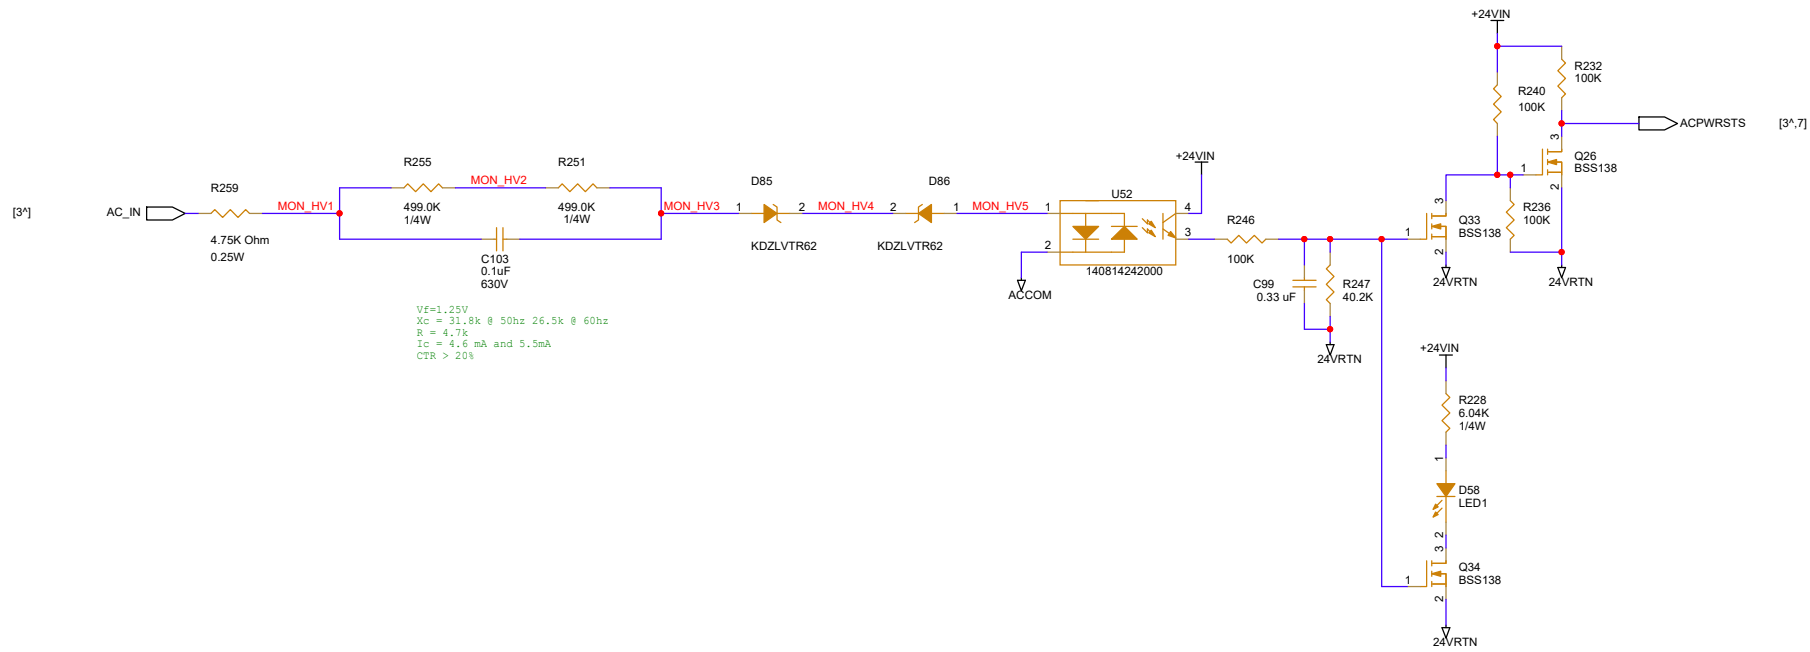 +24VIN
R232
100K
R240
100K
ACPWRSTS
[3^,7]
3
1
Q26
BSS138
2
+24VIN
R255
R251
MON_HV2
499.0K
1/4W
499.0K
1/4W
R259
[3^]
AC_IN
MON_HV1
4.75K Ohm
0.25W
C103
0.1uF
630V
MON_HV3
D85
1
2
KDZLVTR62
MON_HV4
D86
2
1
KDZLVTR62
MON_HV5
U52
1
2
4
3
140814242000
ACCOM
R246
100K
R236
100K
3
1
Q33
BSS138
2
24VRTN
24VRTN
C99
0.33 uF
R247
40.2K
24VRTN
Vf=1.25V
Xc = 31.8k @ 50hz 26.5k @ 60hz
R = 4.7k
Ic = 4.6 mA and 5.5mA
CTR > 20%
+24VIN
R228
6.04K
1/4W
1
D58
LED1
2
3
1
Q34
BSS138
2
24VRTN